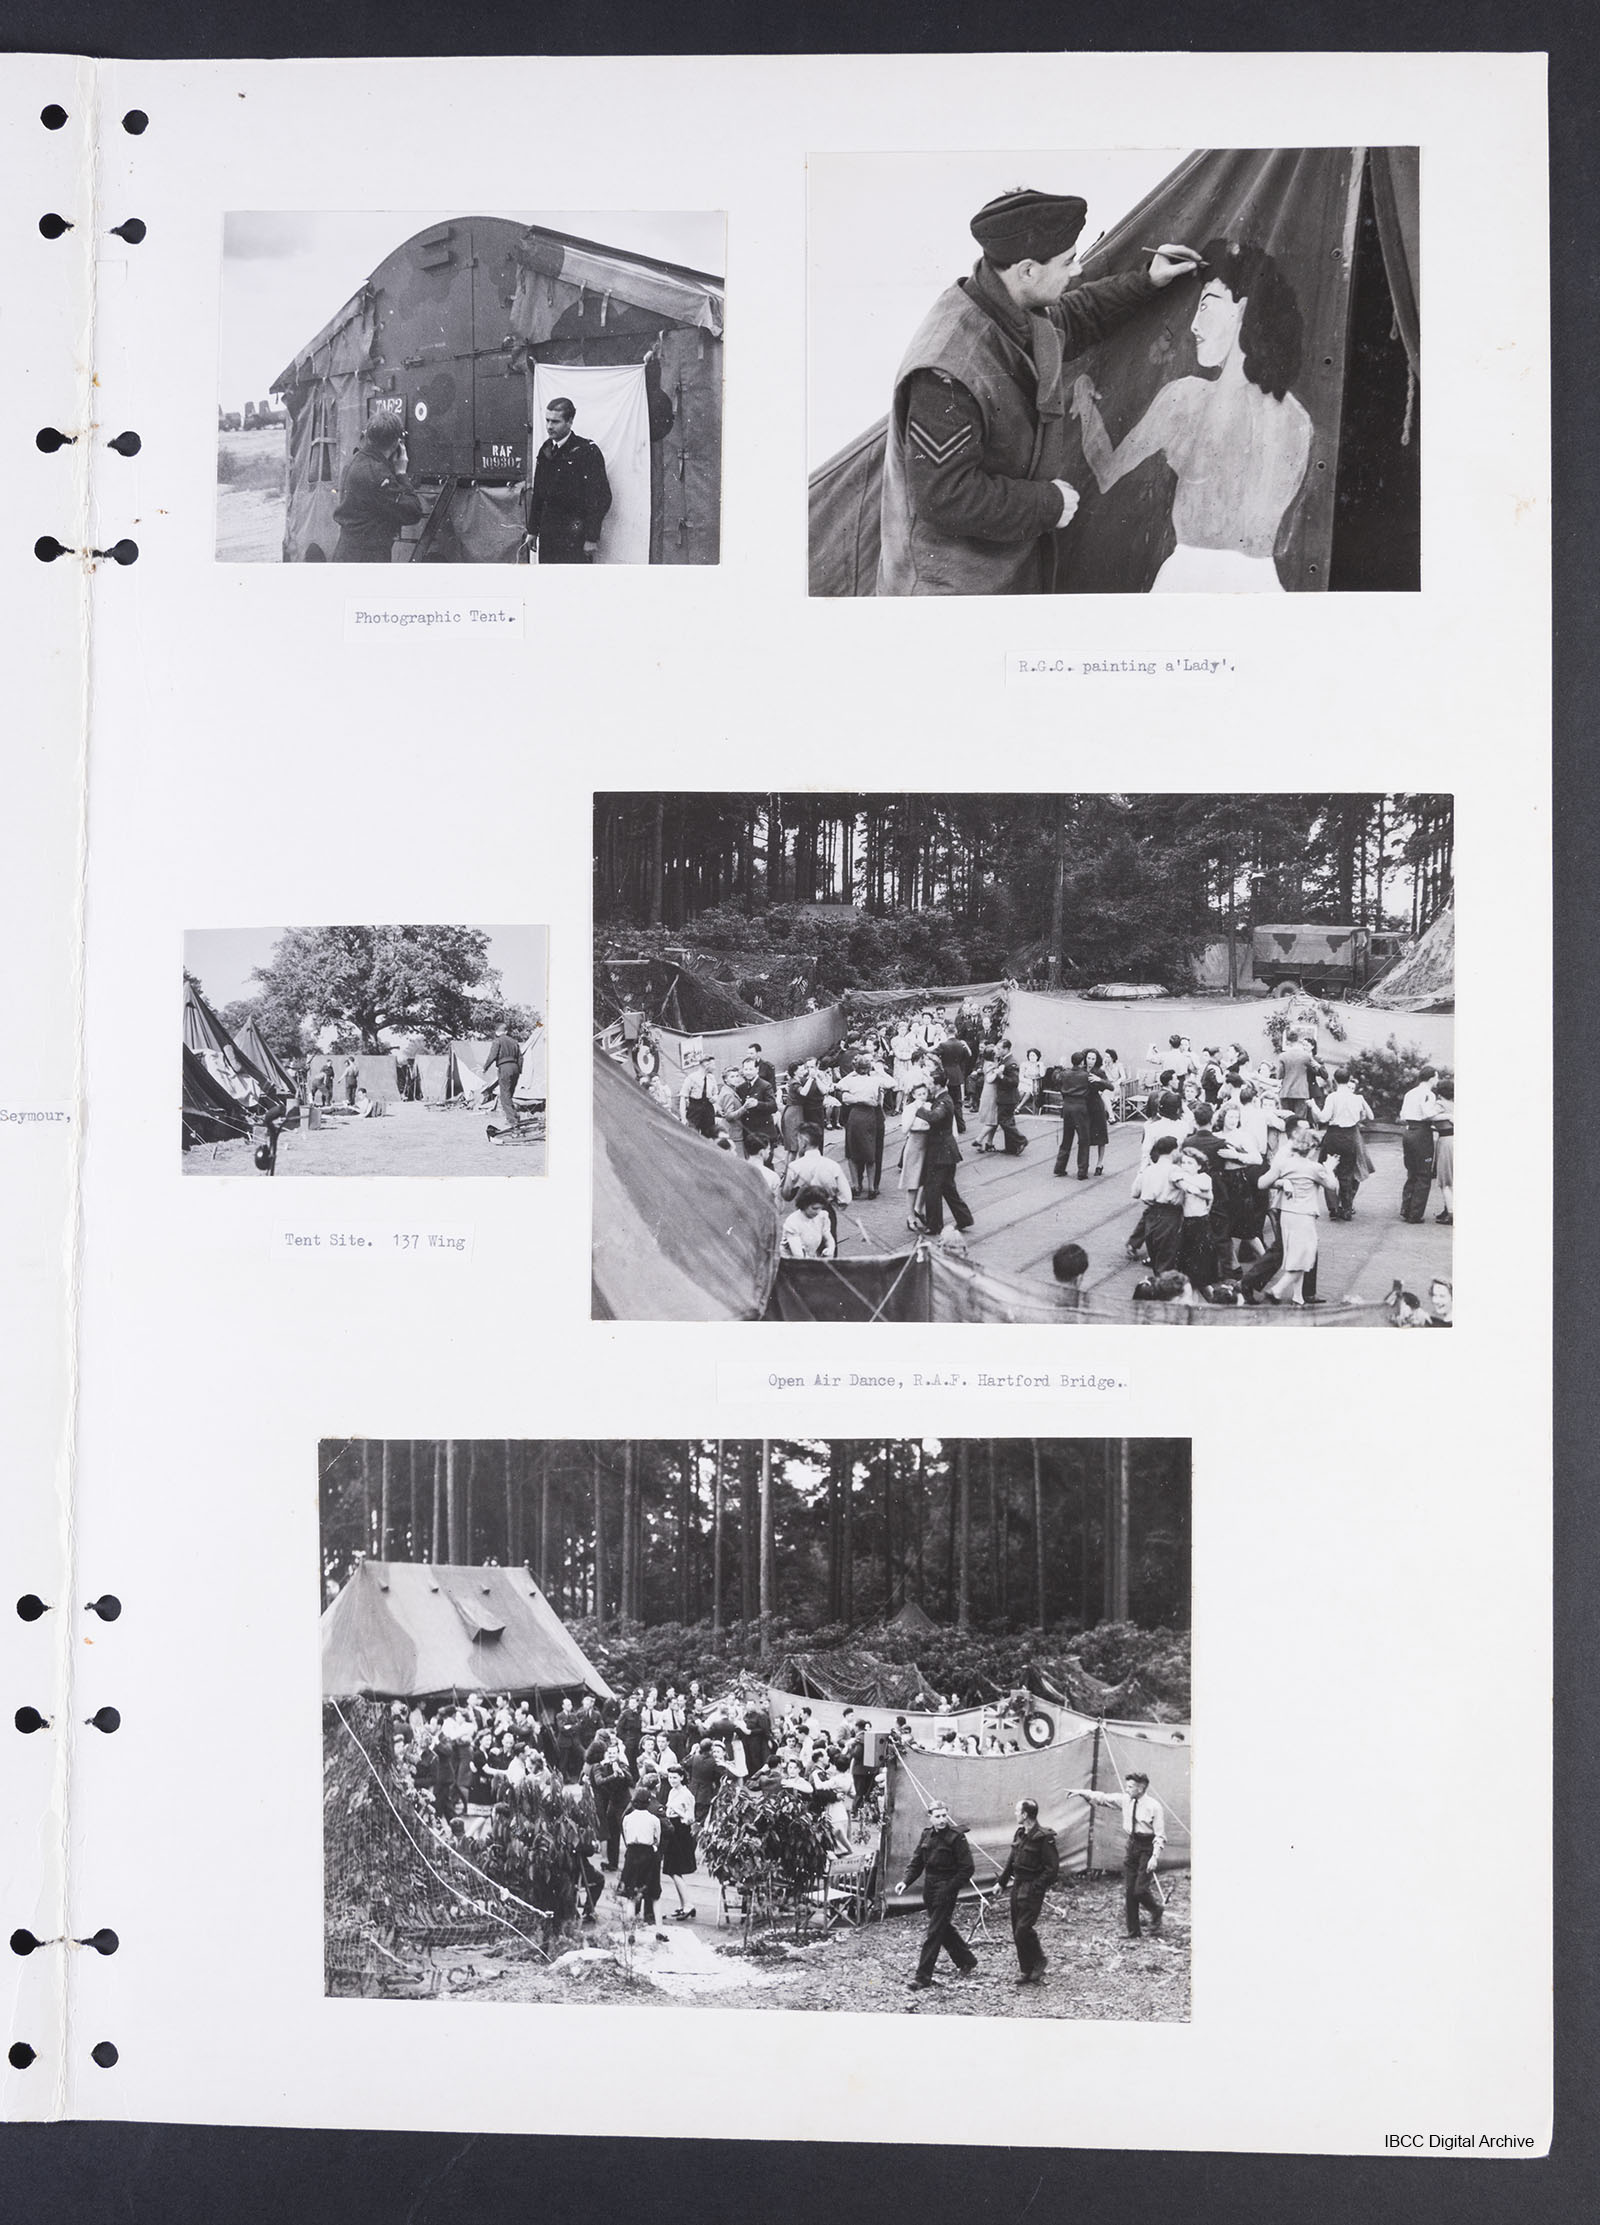 TAF2
RAF
109307
Photographic Tent.
R.G.C. painting a'Lady'.
Seymour,
Tent Site. 137 Wing
Open Air Dance, R.A.F. Hartford Bridge.
IBCC Digital Archive